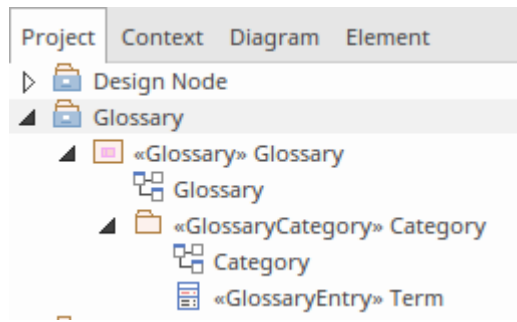 Project Context Diagram Element
Design Node
Glossary
«Glossary» Glossary
Glossary
«GlossaryCategory» Category
Category
«GlossaryEntry» Term